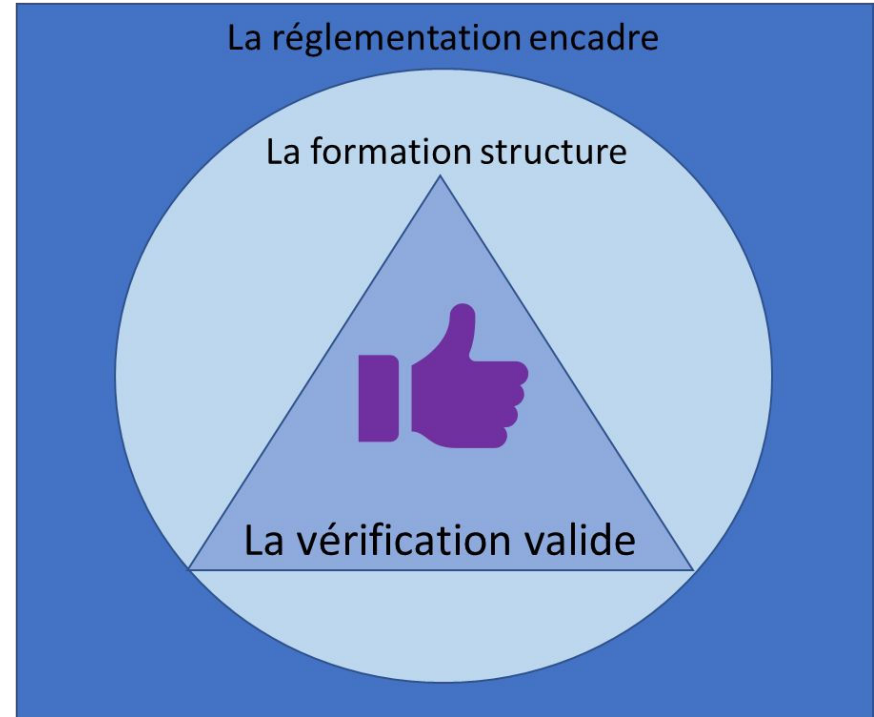 La réglementation encadre
La formation structure
La vérification valide